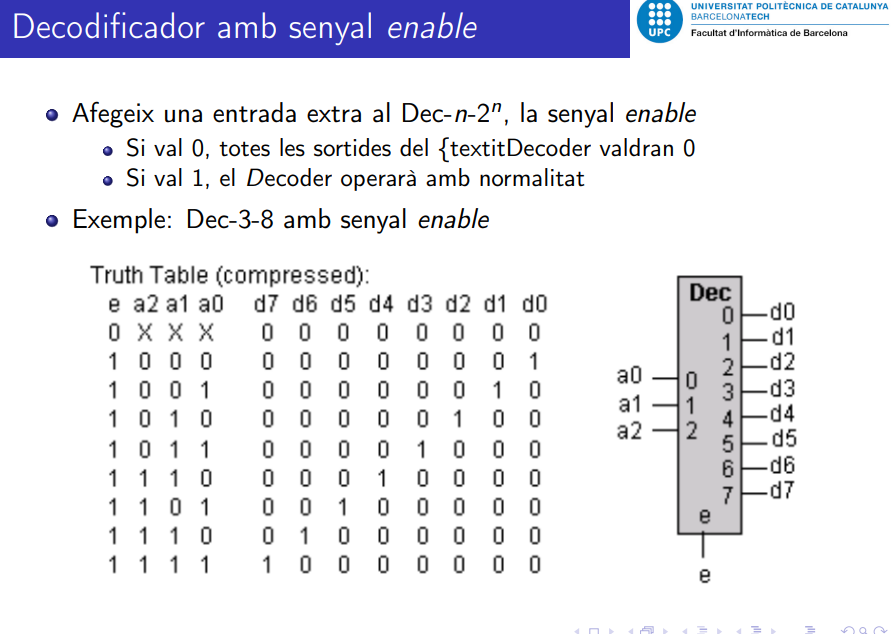 Decodificador amb senyal enable
UNIVERSITAT POLITÈCNICA DE CATALUNYA
BARCELONATECH
Facultat d'Informàtica de Barcelona
UPC
Afegeix una entrada extra al Dec-n-2ⁿ, la senyal enable
Si val 0, totes les sortides del {textitDecoder valdran 0
Si val 1, el Decoder operarà amb normalitat
Exemple: Dec-3-8 amb senyal enable
Truth Table (compressed):
e a2 a1 a0 d7 d6 d5 d4 d3 d2 d1 d0
0 X X X 0 0 0 0 0 0 0 0
1 0 0 0 0 0 0 0 0 0 0 1
1 0 0 1 0 0 0 0 0 0 1 0
1 0 1 0 0 0 0 0 0 1 0 0
1 0 1 1 0 0 0 0 1 0 0 0
1 1 1 0 0 0 0 1 0 0 0 0
1 1 0 1 0 0 1 0 0 0 0 0
1 1 1 0 0 1 0 0 0 0 0 0
1 1 1 1 1 0 0 0 0 0 0 0
Dec
0 d0
1 d1
2 d2
a0 0 3 d3
a1 1 4 d4
a2 2 5 d5
6 d6
7 d7
e
e